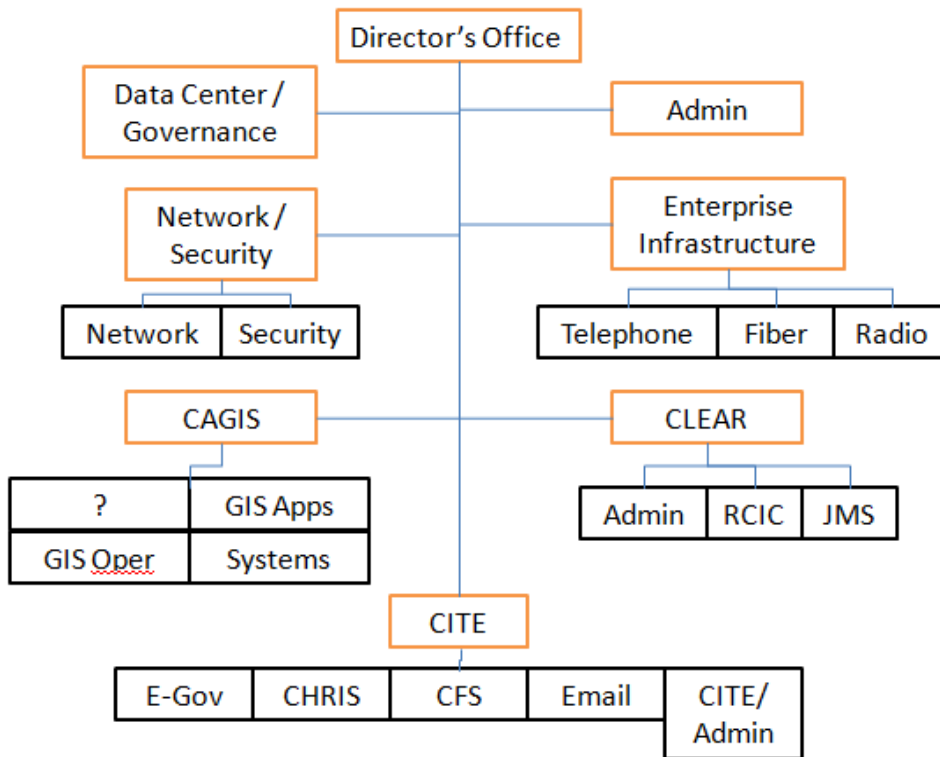 Director's Office
Data Center /
Governance
Admin
Network /
Security
Enterprise
Infrastructure
Network
Security
Telephone
Fiber
Radio
CAGIS
CLEAR
?
GIS Apps
GIS Oper
Systems
Admin
RCIC
JMS
CITE
E-Gov
CHRIS
CFS
Email
CITE/
Admin